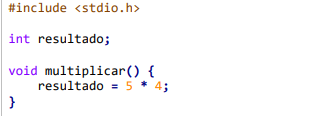 #include <stdio.h>
int resultado;
void multiplicar() {
    resultado = 5 * 4;
}